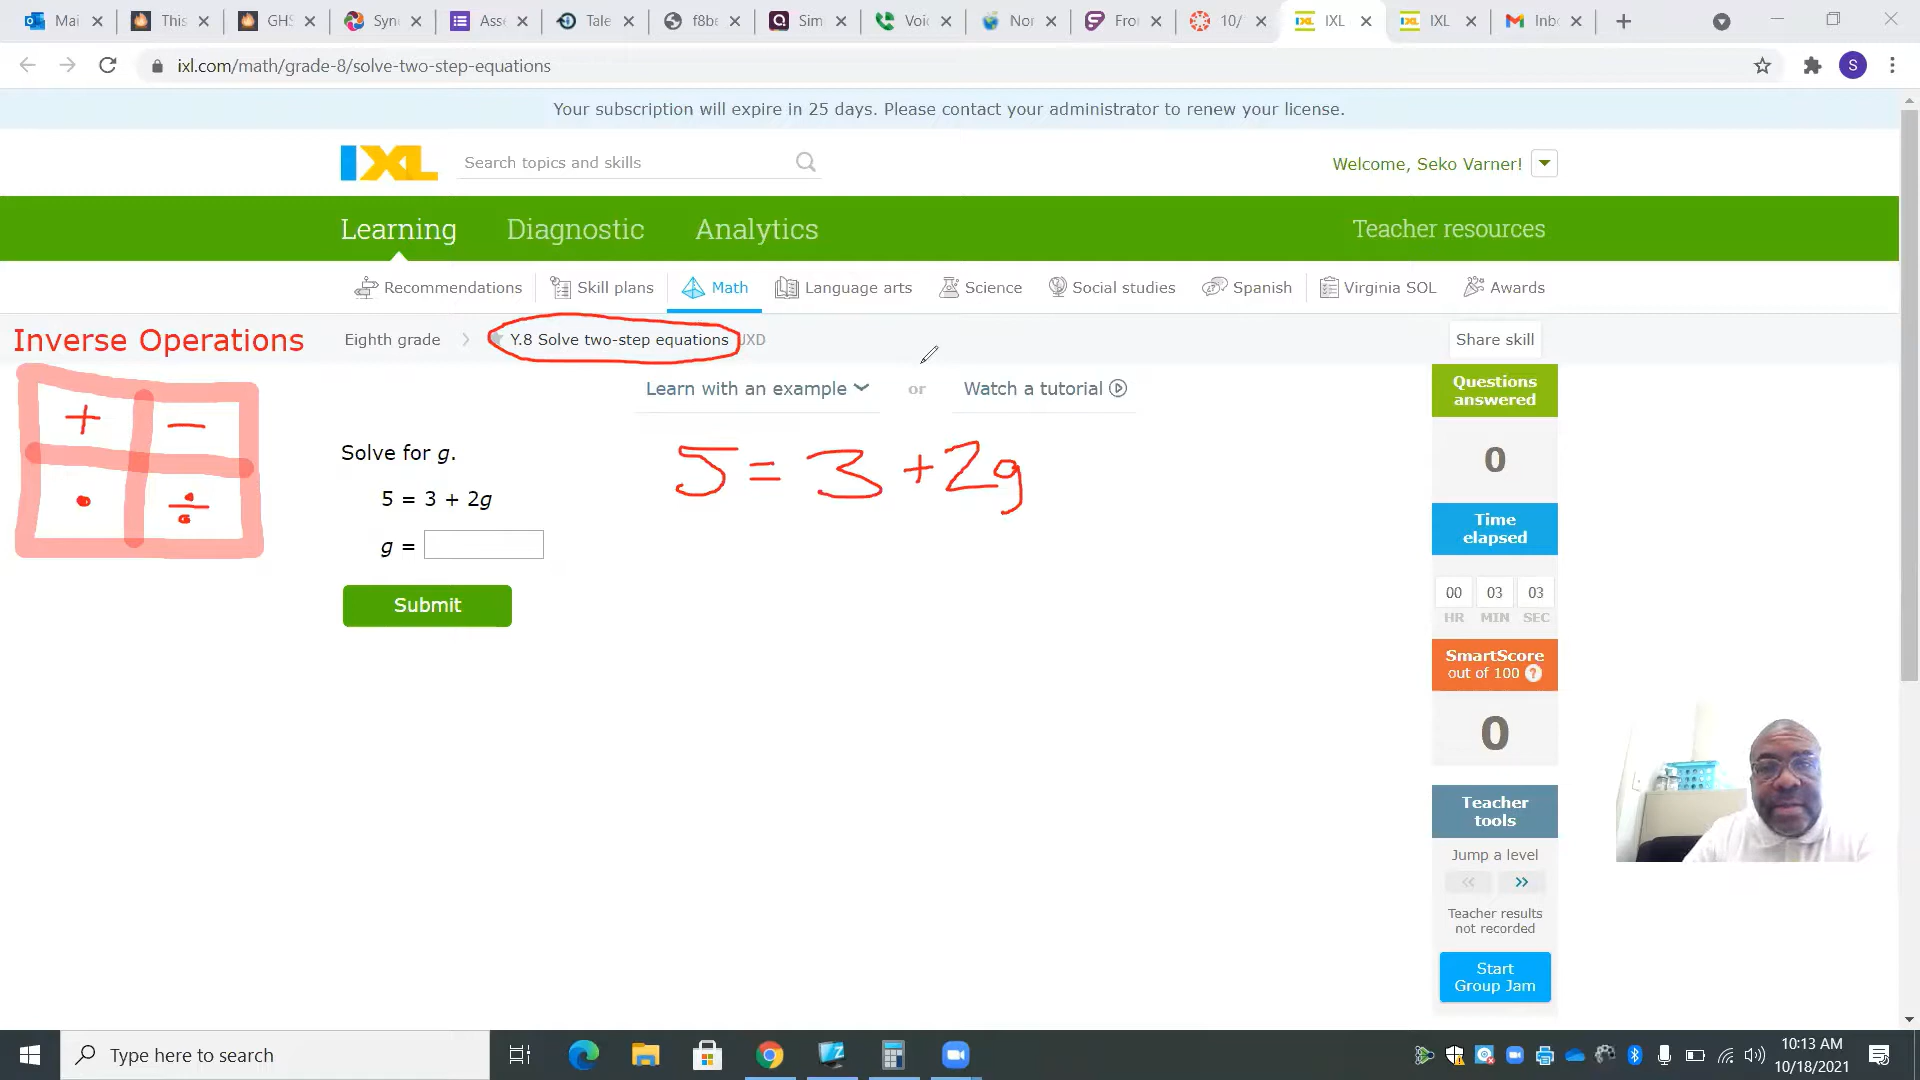 Mai
This
GHS
Syn
Asse
Tale
f8be
Sim
Voic
Nor
Fro
10/
IXL
IXL
Inb
ixl.com/math/grade-8/solve-two-step-equations
S
Your subscription will expire in 25 days. Please contact your administrator to renew your license.
IXL
Search topics and skills
Welcome, Seko Varner!
Learning
Diagnostic
Analytics
Teacher resources
Recommendations
Skill plans
Math
Language arts
Science
Social studies
Spanish
Virginia SOL
Awards
Inverse Operations
Eighth grade
Y.8 Solve two-step equations
JXD
Share skill
+ −
• ÷
Learn with an example
or
Watch a tutorial
Solve for g.
5 = 3 + 2g
g =
Submit
5 = 3 + 2g
Questions
answered
0
Time
elapsed
00 03 03
HR MIN SEC
SmartScore
out of 100 ?
0
Teacher
tools
Jump a level
Teacher results
not recorded
Start
Group Jam
Type here to search
10:13 AM
10/18/2021